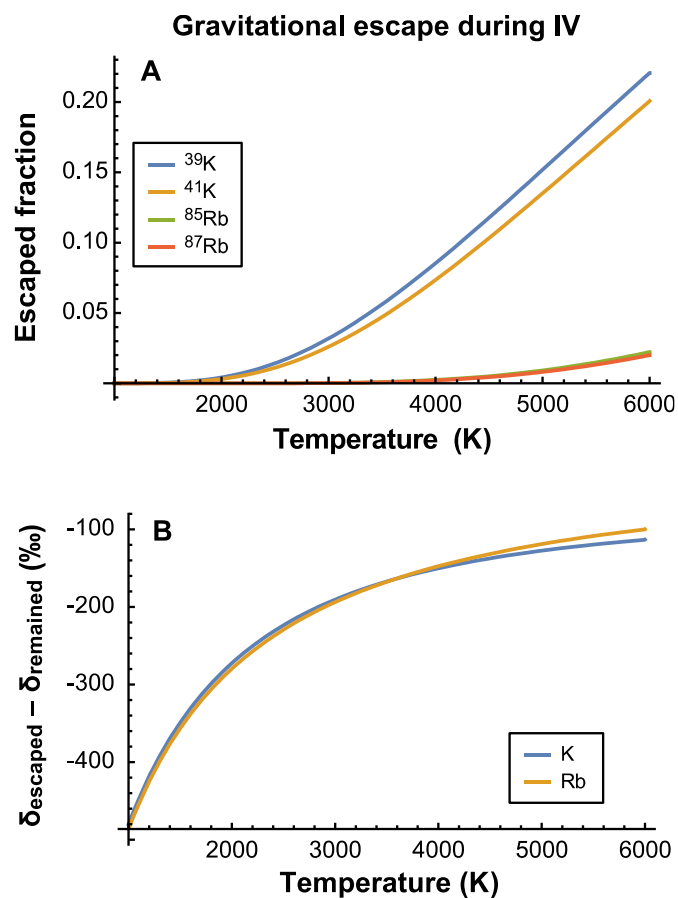 Gravitational escape during IV
A
0.20
0.15
0.10
0.05
Escaped fraction
³⁹K
⁴¹K
⁸⁵Rb
⁸⁷Rb
2000 3000 4000 5000 6000
Temperature (K)
B
-100
-200
-300
-400
δescaped – δremained (‰)
K
Rb
2000 3000 4000 5000 6000
Temperature (K)